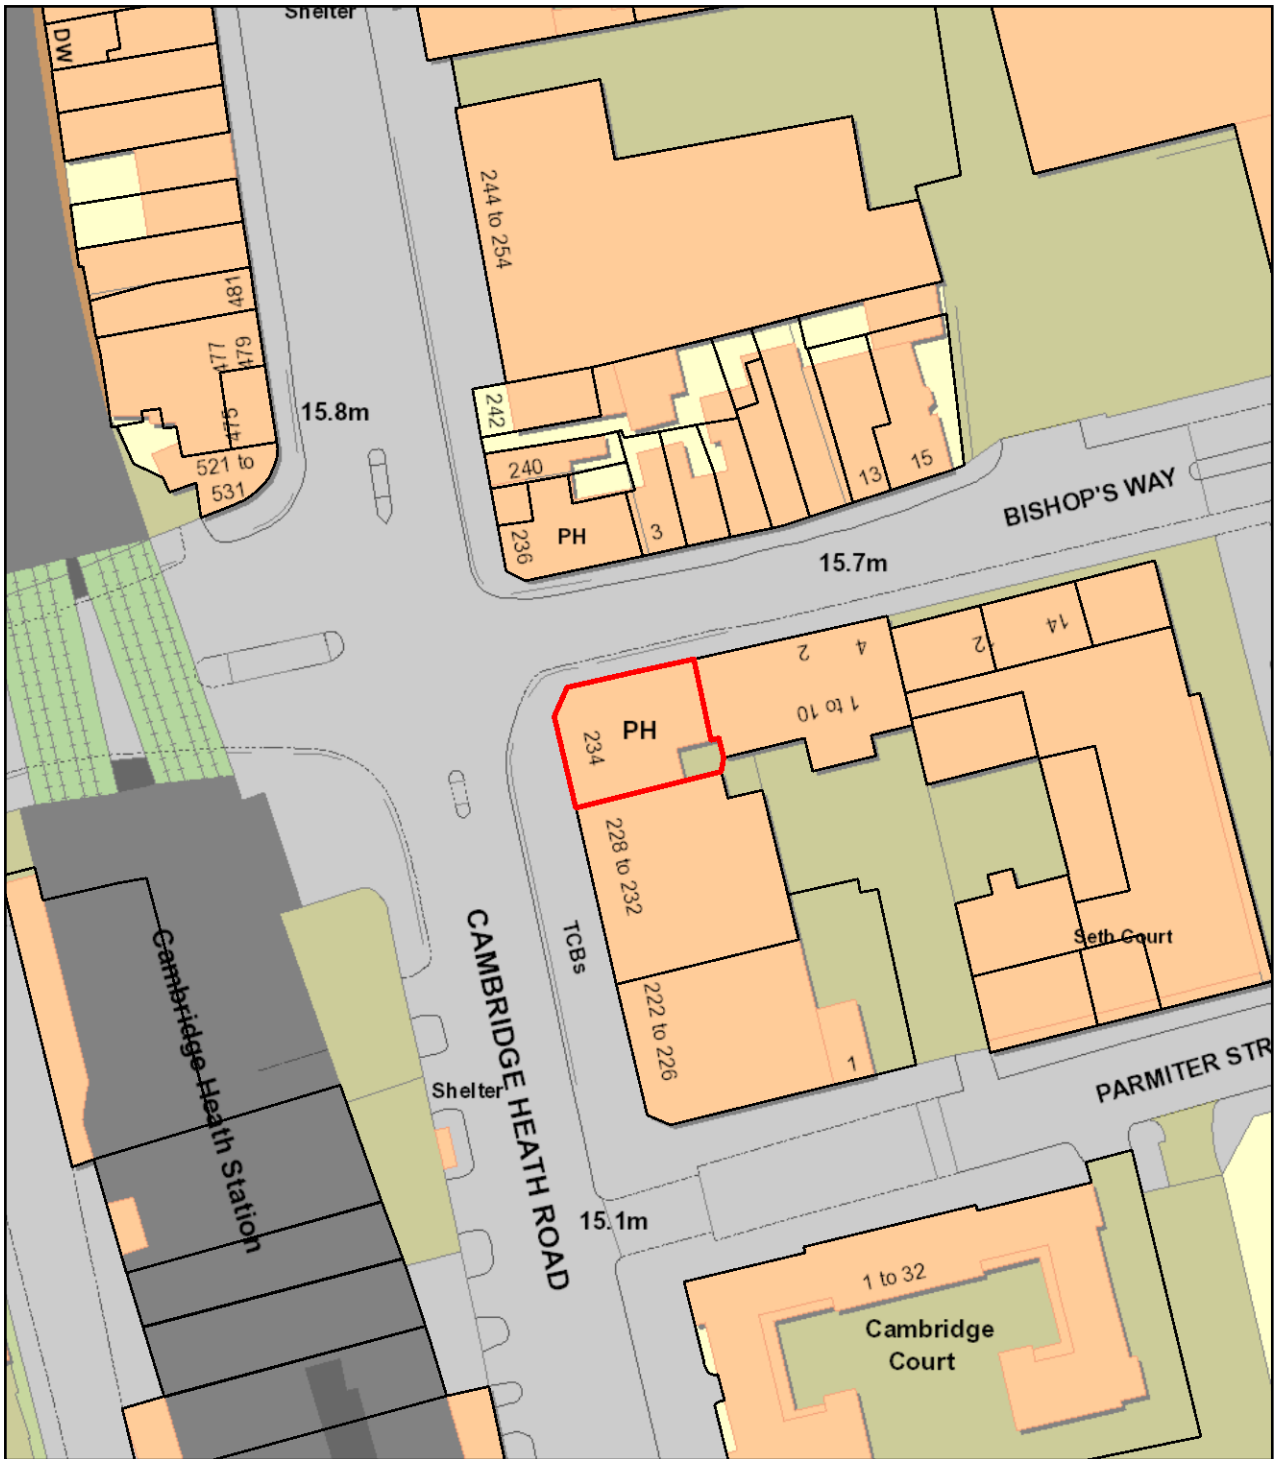 Shelter
DW
244 to 254
481
479
477
475
15.8m
242
240
521 to
531
236
PH
3
13
15
BISHOP'S WAY
15.7m
2
4
12
14
1 to 10
PH
234
228 to 232
TCBs
222 to 226
1
Seth Court
CAMBRIDGE HEATH ROAD
Cambridge Heath Station
Shelter
PARMITER STR
15.1m
1 to 32
Cambridge
Court